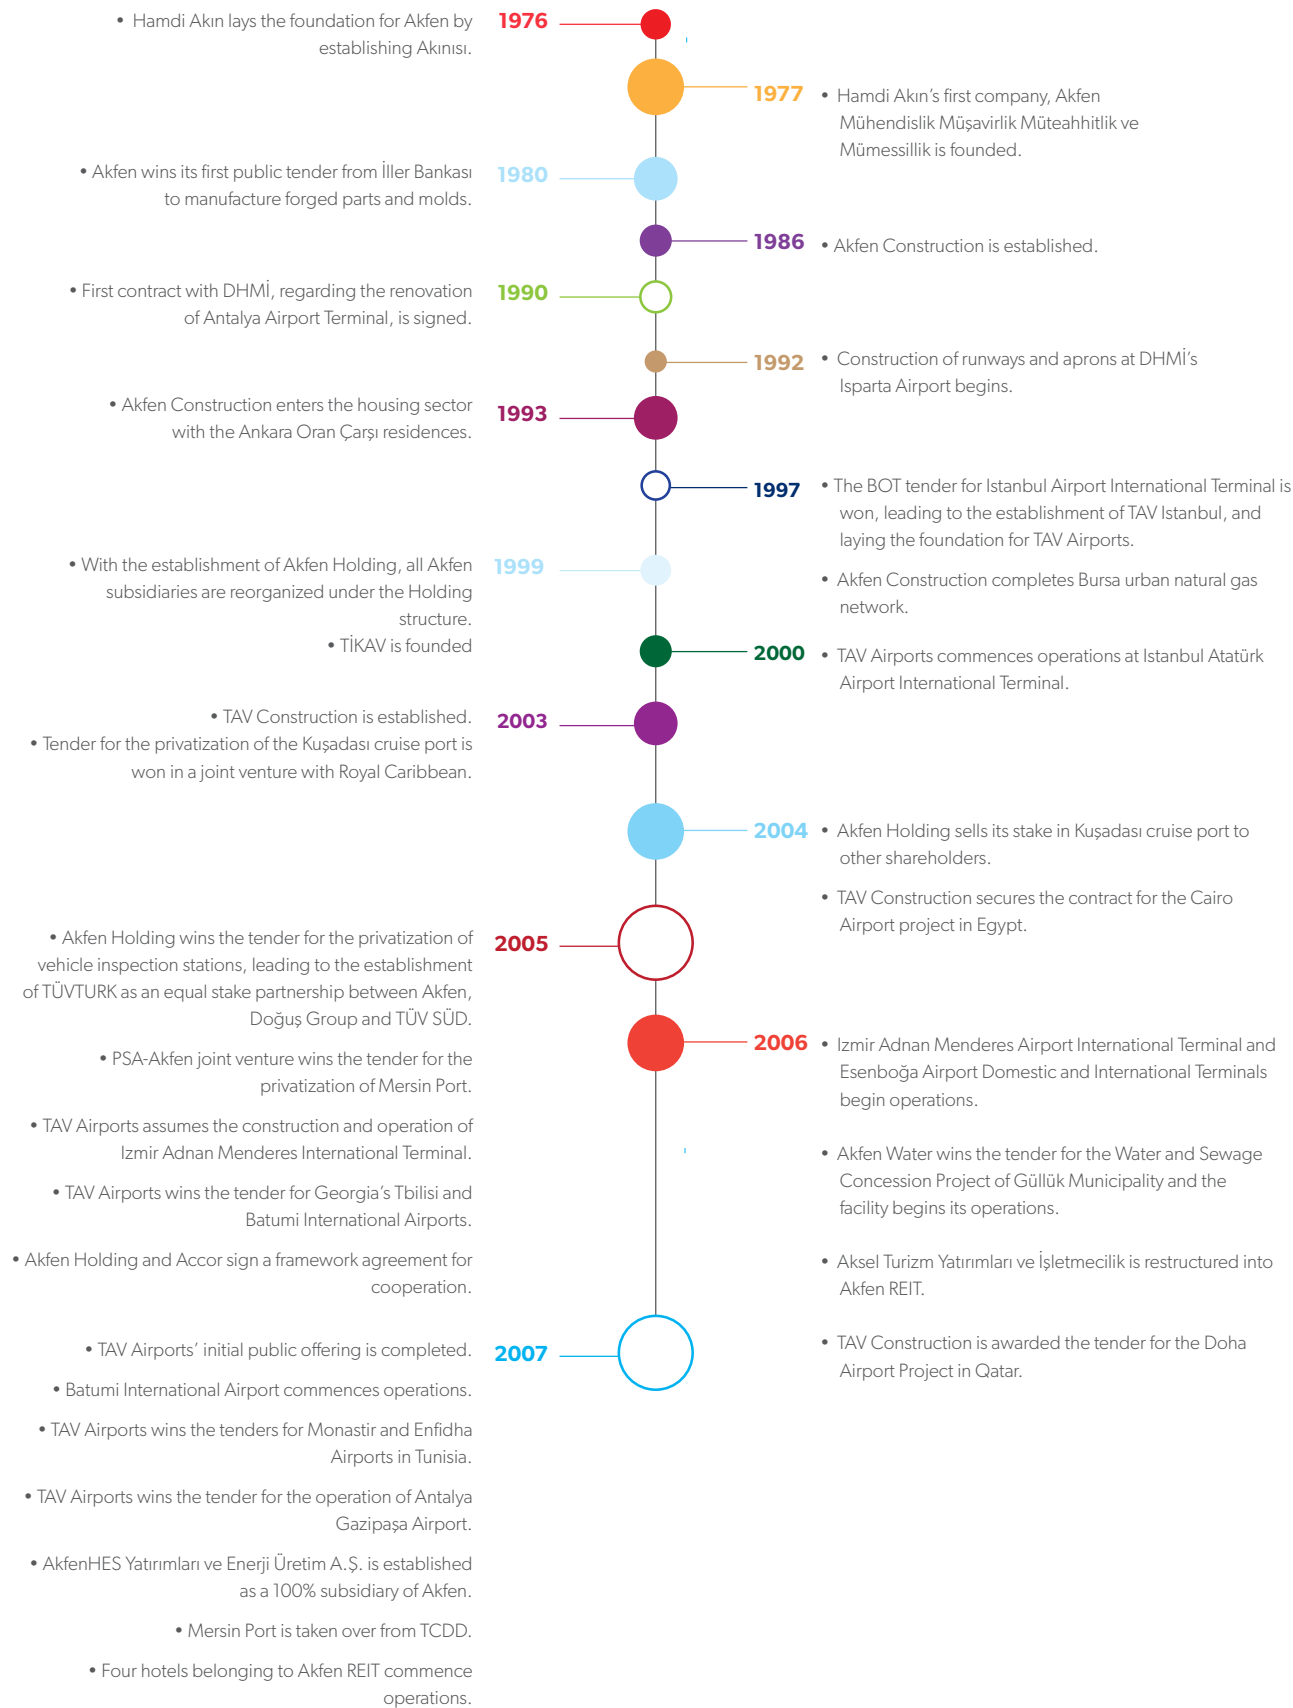 • Hamdi Akın lays the foundation for Akfen by
establishing Akınısı.
1976
1977
• Hamdi Akın’s first company, Akfen
Mühendislik Müşavirlik Müteahhitlik ve
Mümessillik is founded.
• Akfen wins its first public tender from İller Bankası
to manufacture forged parts and molds.
1980
1986
• Akfen Construction is established.
• First contract with DHMİ, regarding the renovation
of Antalya Airport Terminal, is signed.
1990
1992
• Construction of runways and aprons at DHMİ’s
Isparta Airport begins.
• Akfen Construction enters the housing sector
with the Ankara Oran Çarşı residences.
1993
1997
• The BOT tender for Istanbul Airport International Terminal is
won, leading to the establishment of TAV Istanbul, and
laying the foundation for TAV Airports.
• Akfen Construction completes Bursa urban natural gas
network.
• With the establishment of Akfen Holding, all Akfen
subsidiaries are reorganized under the Holding
structure.
• TİKAV is founded
1999
2000
• TAV Airports commences operations at Istanbul Atatürk
Airport International Terminal.
• TAV Construction is established.
• Tender for the privatization of the Kuşadası cruise port is
won in a joint venture with Royal Caribbean.
2003
2004
• Akfen Holding sells its stake in Kuşadası cruise port to
other shareholders.
• TAV Construction secures the contract for the Cairo
Airport project in Egypt.
• Akfen Holding wins the tender for the privatization of
vehicle inspection stations, leading to the establishment
of TÜVTURK as an equal stake partnership between Akfen,
Doğuş Group and TÜV SÜD.
• PSA-Akfen joint venture wins the tender for the
privatization of Mersin Port.
• TAV Airports assumes the construction and operation of
Izmir Adnan Menderes International Terminal.
• TAV Airports wins the tender for Georgia’s Tbilisi and
Batumi International Airports.
• Akfen Holding and Accor sign a framework agreement for
cooperation.
2005
2006
• Izmir Adnan Menderes Airport International Terminal and
Esenboğa Airport Domestic and International Terminals
begin operations.
• Akfen Water wins the tender for the Water and Sewage
Concession Project of Güllük Municipality and the
facility begins its operations.
• Aksel Turizm Yatırımları ve İşletmecilik is restructured into
Akfen REIT.
• TAV Construction is awarded the tender for the Doha
Airport Project in Qatar.
• TAV Airports’ initial public offering is completed.
2007
• Batumi International Airport commences operations.
• TAV Airports wins the tenders for Monastir and Enfidha
Airports in Tunisia.
• TAV Airports wins the tender for the operation of Antalya
Gazipaşa Airport.
• AkfenHES Yatırımları ve Enerji Üretim A.Ş. is established
as a 100% subsidiary of Akfen.
• Mersin Port is taken over from TCDD.
• Four hotels belonging to Akfen REIT commence
operations.